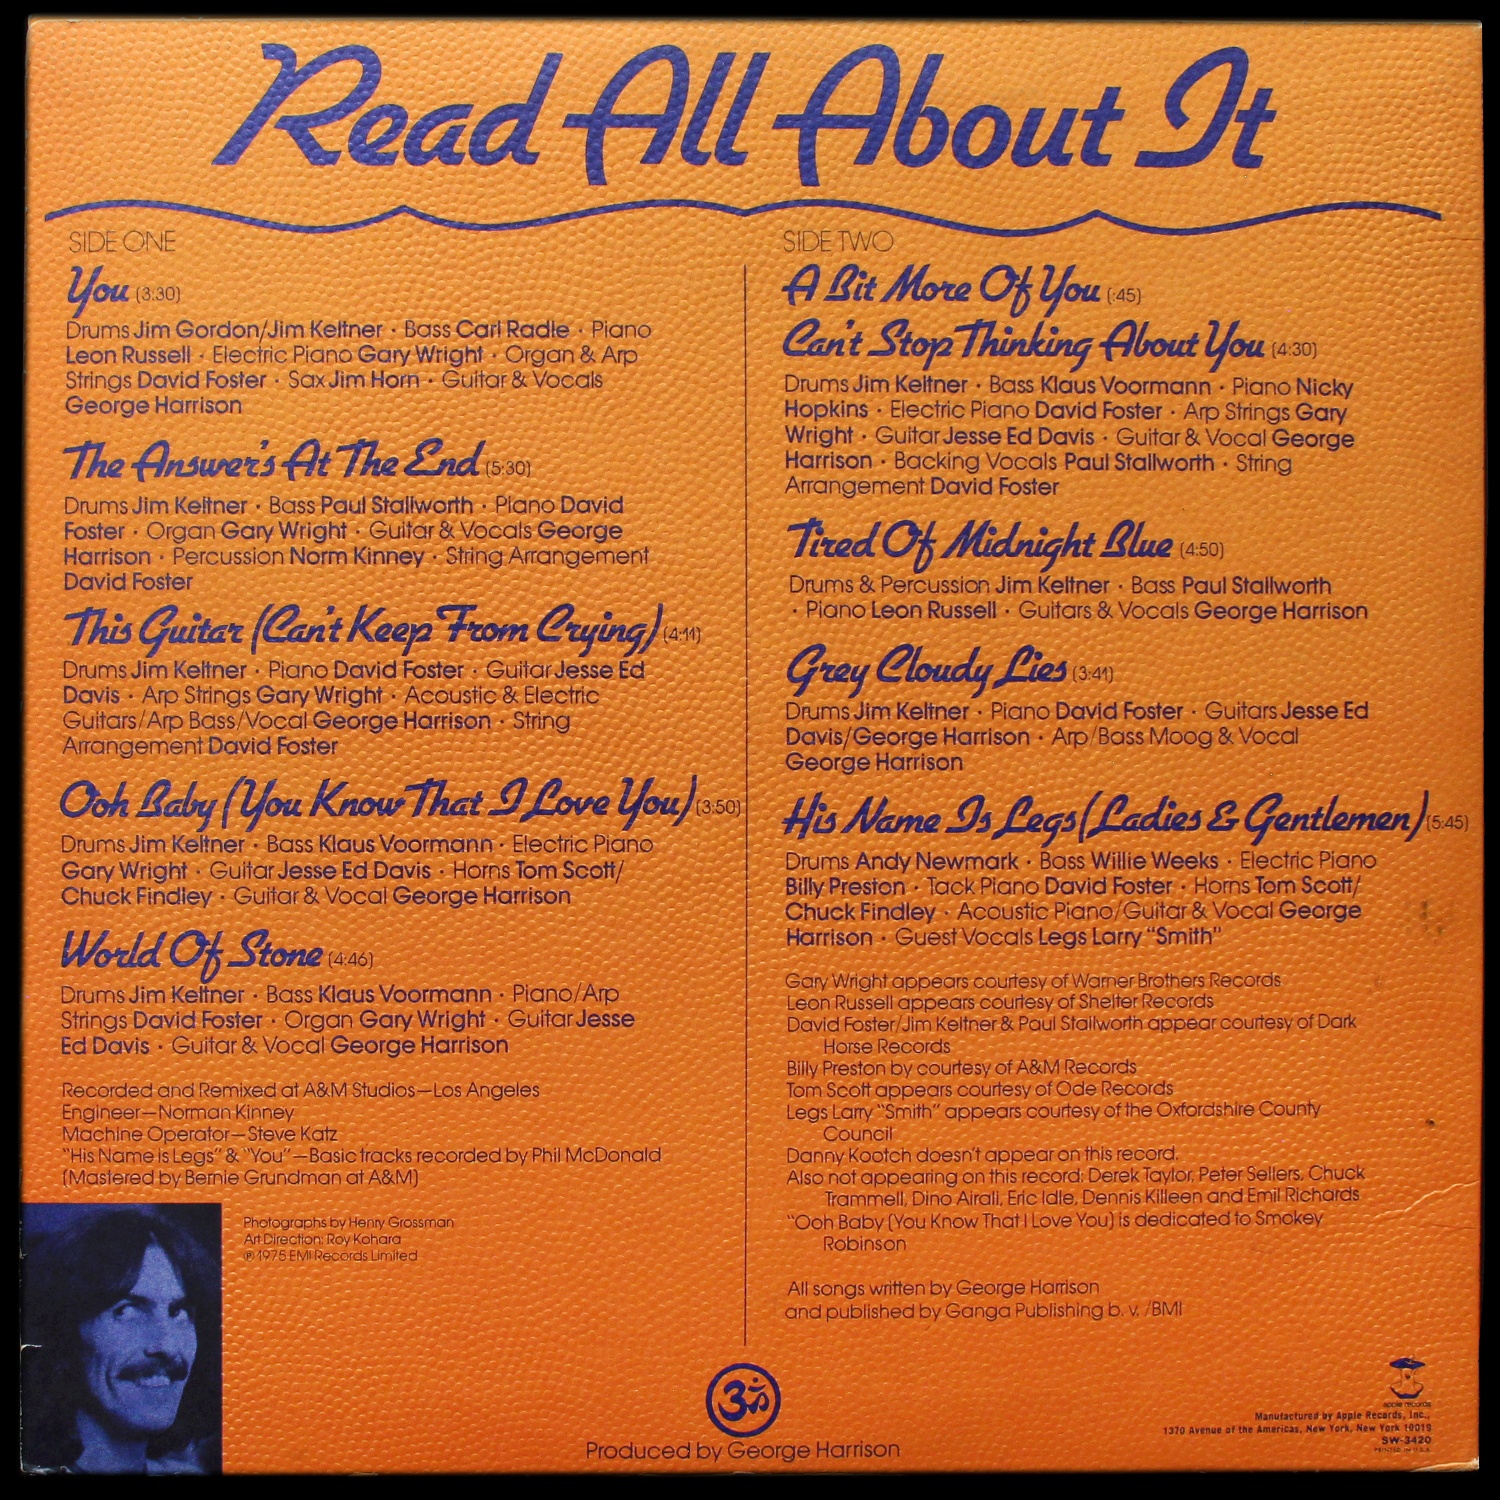 Read All About It
SIDE ONE
You (3:30)
Drums Jim Gordon/Jim Keltner · Bass Carl Radle · Piano
Leon Russell · Electric Piano Gary Wright · Organ & Arp
Strings David Foster · Sax Jim Horn · Guitar & Vocals
George Harrison
The Answer's At The End (5:30)
Drums Jim Keltner · Bass Paul Stallworth · Piano David
Foster · Organ Gary Wright · Guitar & Vocals George
Harrison · Percussion Norm Kinney · String Arrangement
David Foster
This Guitar (Can't Keep From Crying) (4:11)
Drums Jim Keltner · Piano David Foster · Guitar Jesse Ed
Davis · Arp Strings Gary Wright · Acoustic & Electric
Guitars/Arp Bass/Vocal George Harrison · String
Arrangement David Foster
Ooh Baby (You Know That I Love You) (3:50)
Drums Jim Keltner · Bass Klaus Voormann · Electric Piano
Gary Wright · Guitar Jesse Ed Davis · Horns Tom Scott/
Chuck Findley · Guitar & Vocal George Harrison
World Of Stone (4:46)
Drums Jim Keltner · Bass Klaus Voormann · Piano/Arp
Strings David Foster · Organ Gary Wright · Guitar Jesse
Ed Davis · Guitar & Vocal George Harrison
Recorded and Remixed at A&M Studios—Los Angeles
Engineer—Norman Kinney
Machine Operator—Steve Katz
"His Name is Legs" & "You"—Basic tracks recorded by Phil McDonald
(Mastered by Bernie Grundman at A&M)
Photographs by Henry Grossman
Art Direction: Roy Kohara
℗ 1975 EMI Records Limited
SIDE TWO
A Bit More Of You (:45)
Can't Stop Thinking About You (4:30)
Drums Jim Keltner · Bass Klaus Voormann · Piano Nicky
Hopkins · Electric Piano David Foster · Arp Strings Gary
Wright · Guitar Jesse Ed Davis · Guitar & Vocal George
Harrison · Backing Vocals Paul Stallworth · String
Arrangement David Foster
Tired Of Midnight Blue (4:50)
Drums & Percussion Jim Keltner · Bass Paul Stallworth
· Piano Leon Russell · Guitars & Vocals George Harrison
Grey Cloudy Lies (3:41)
Drums Jim Keltner · Piano David Foster · Guitars Jesse Ed
Davis/George Harrison · Arp/Bass Moog & Vocal
George Harrison
His Name Is Legs (Ladies & Gentlemen) (5:45)
Drums Andy Newmark · Bass Willie Weeks · Electric Piano
Billy Preston · Tack Piano David Foster · Horns Tom Scott/
Chuck Findley · Acoustic Piano/Guitar & Vocal George
Harrison · Guest Vocals Legs Larry "Smith"
Gary Wright appears courtesy of Warner Brothers Records
Leon Russell appears courtesy of Shelter Records
David Foster/Jim Keltner & Paul Stallworth appear courtesy of Dark
Horse Records
Billy Preston by courtesy of A&M Records
Tom Scott appears courtesy of Ode Records
Legs Larry "Smith" appears courtesy of the Oxfordshire County
Council
Danny Kootch doesn't appear on this record.
Also not appearing on this record: Derek Taylor, Peter Sellers, Chuck
Trammell, Dino Airali, Eric Idle, Dennis Killeen and Emil Richards
"Ooh Baby (You Know That I Love You) is dedicated to Smokey
Robinson
All songs written by George Harrison
and published by Ganga Publishing b. v. /BMI
ॐ
Produced by George Harrison
apple records
Manufactured by Apple Records, Inc.,
1370 Avenue of the Americas, New York, New York 10019
SW-3420
PRINTED IN U.S.A.